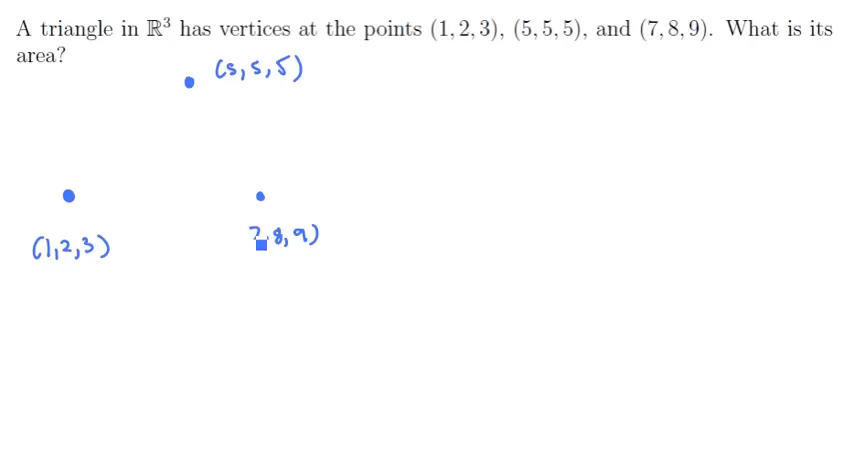 A triangle in ℝ³ has vertices at the points (1, 2, 3), (5, 5, 5), and (7, 8, 9). What is its
area?
(5,5,5)
(1,2,3)
7,8,9)